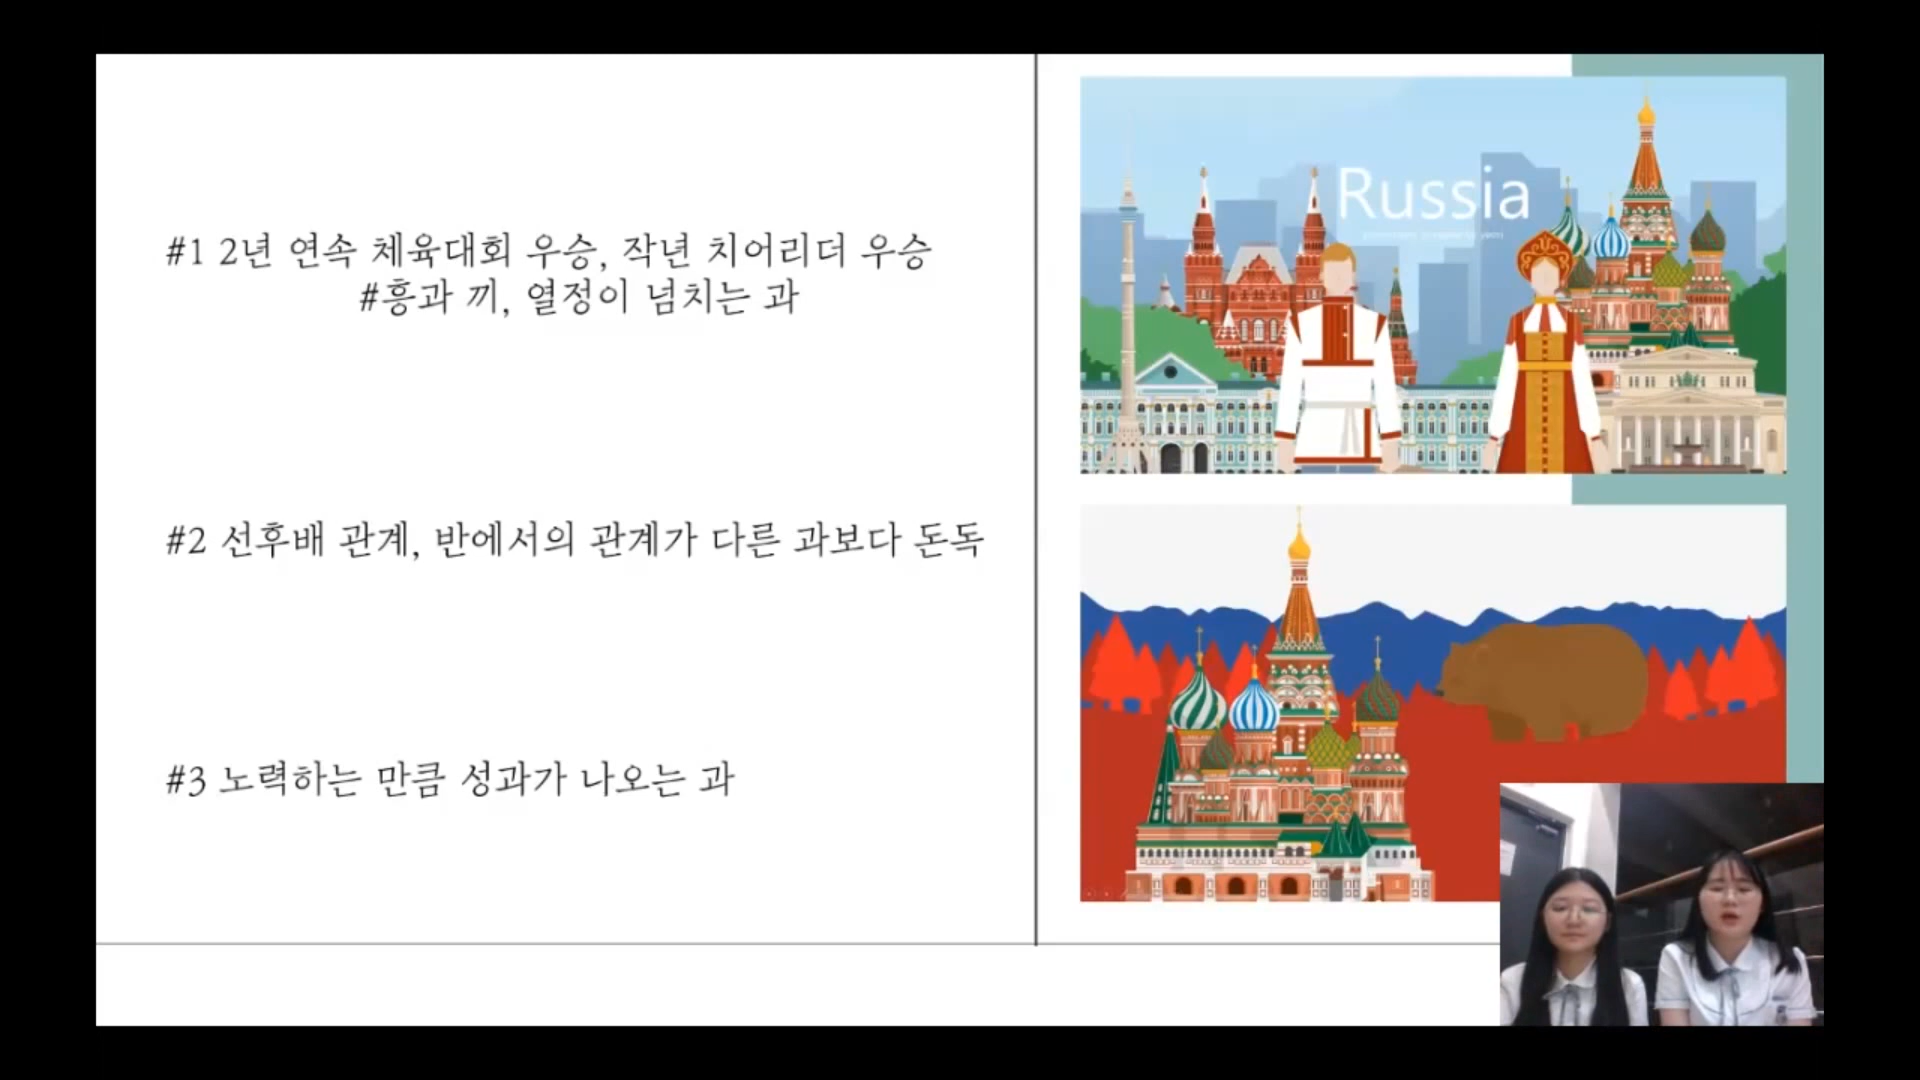 #1 2년 연속 체육대회 우승, 작년 치어리더 우승
#흥과 끼, 열정이 넘치는 과
#2 선후배 관계, 반에서의 관계가 다른 과보다 돈독
#3 노력하는 만큼 성과가 나오는 과
Russia